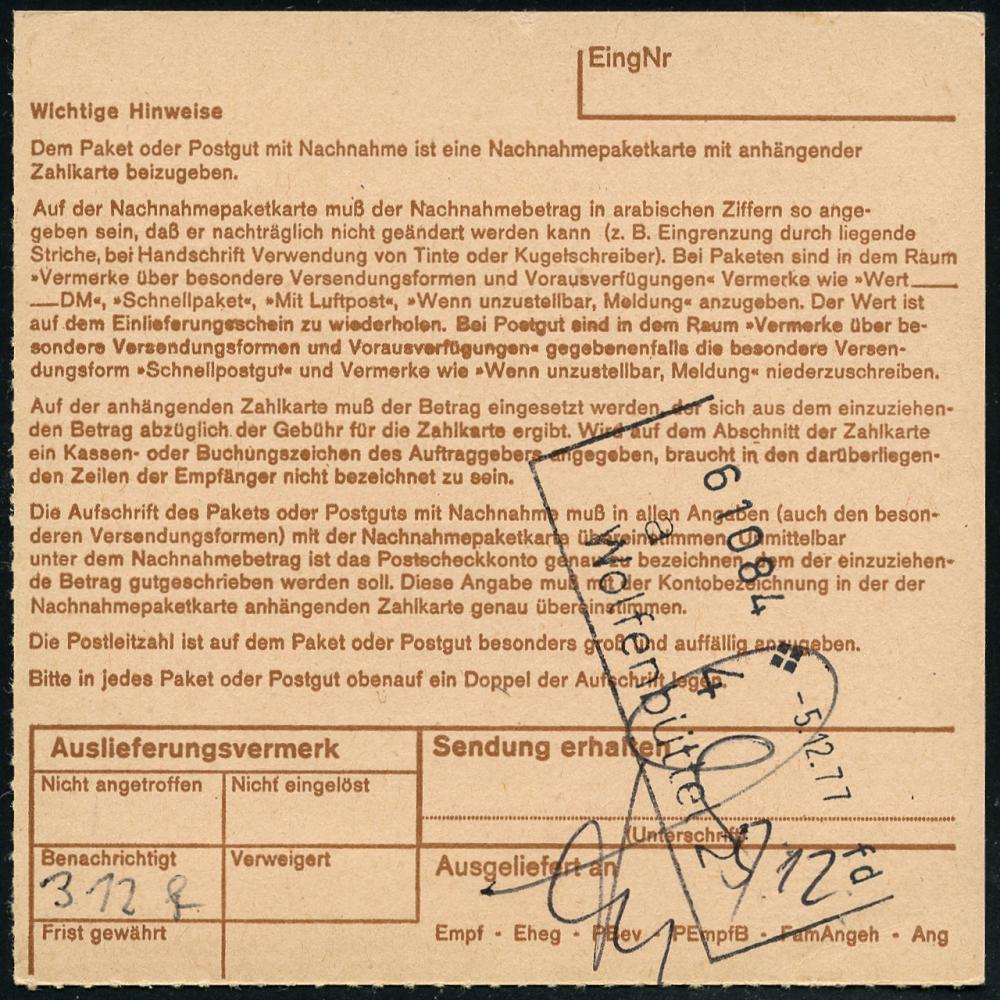 EingNr
Wichtige Hinweise
Dem Paket oder Postgut mit Nachnahme ist eine Nachnahmepaketkarte mit anhängender
Zahlkarte beizugeben.
Auf der Nachnahmepaketkarte muß der Nachnahmebetrag in arabischen Ziffern so ange-
geben sein, daß er nachträglich nicht geändert werden kann (z. B. Eingrenzung durch liegende
Striche, bei Handschrift Verwendung von Tinte oder Kugelschreiber). Bei Paketen sind in dem Raum
»Vermerke über besondere Versendungsformen und Vorausverfügungen« Vermerke wie »Wert____
___DM«, »Schnellpaket«, »Mit Luftpost«, »Wenn unzustellbar, Meldung« anzugeben. Der Wert ist
auf dem Einlieferungsschein zu wiederholen. Bei Postgut sind in dem Raum »Vermerke über be-
sondere Versendungsformen und Vorausverfügungen« gegebenenfalls die besondere Versen-
dungsform »Schnellpostgut« und Vermerke wie »Wenn unzustellbar, Meldung« niederzuschreiben.
Auf der anhängenden Zahlkarte muß der Betrag eingesetzt werden, der sich aus dem einzuziehen-
den Betrag abzüglich der Gebühr für die Zahlkarte ergibt. Wird auf dem Abschnitt der Zahlkarte
ein Kassen- oder Buchungszeichen des Auftraggebers angegeben, braucht in den darüberliegen-
den Zeilen der Empfänger nicht bezeichnet zu sein.
Die Aufschrift des Pakets oder Postguts mit Nachnahme muß in allen Angaben (auch den beson-
deren Versendungsformen) mit der Nachnahmepaketkarte übereinstimmen. Unmittelbar
unter dem Nachnahmebetrag ist das Postscheckkonto genau zu bezeichnen, dem der einzuziehen-
de Betrag gutgeschrieben werden soll. Diese Angabe muß mit der Kontobezeichnung in der der
Nachnahmepaketkarte anhängenden Zahlkarte genau übereinstimmen.
Die Postleitzahl ist auf dem Paket oder Postgut besonders groß und auffällig anzugeben.
Bitte in jedes Paket oder Postgut obenauf ein Doppel der Aufschrift legen.
61084 4
a
Wolfenbüttel 2
-5.12.77
fd
Auslieferungsvermerk
Sendung erhalten
Nicht angetroffen
Nicht eingelöst
(Unterschrift)
Benachrichtigt
3 12
Verweigert
Ausgeliefert an
5/12
Frist gewährt
Empf - Eheg - PBev - PEmpfB - FamAngeh - Ang